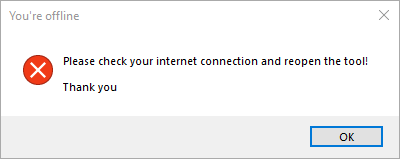 You're offline
Please check your internet connection and reopen the tool!
Thank you
OK